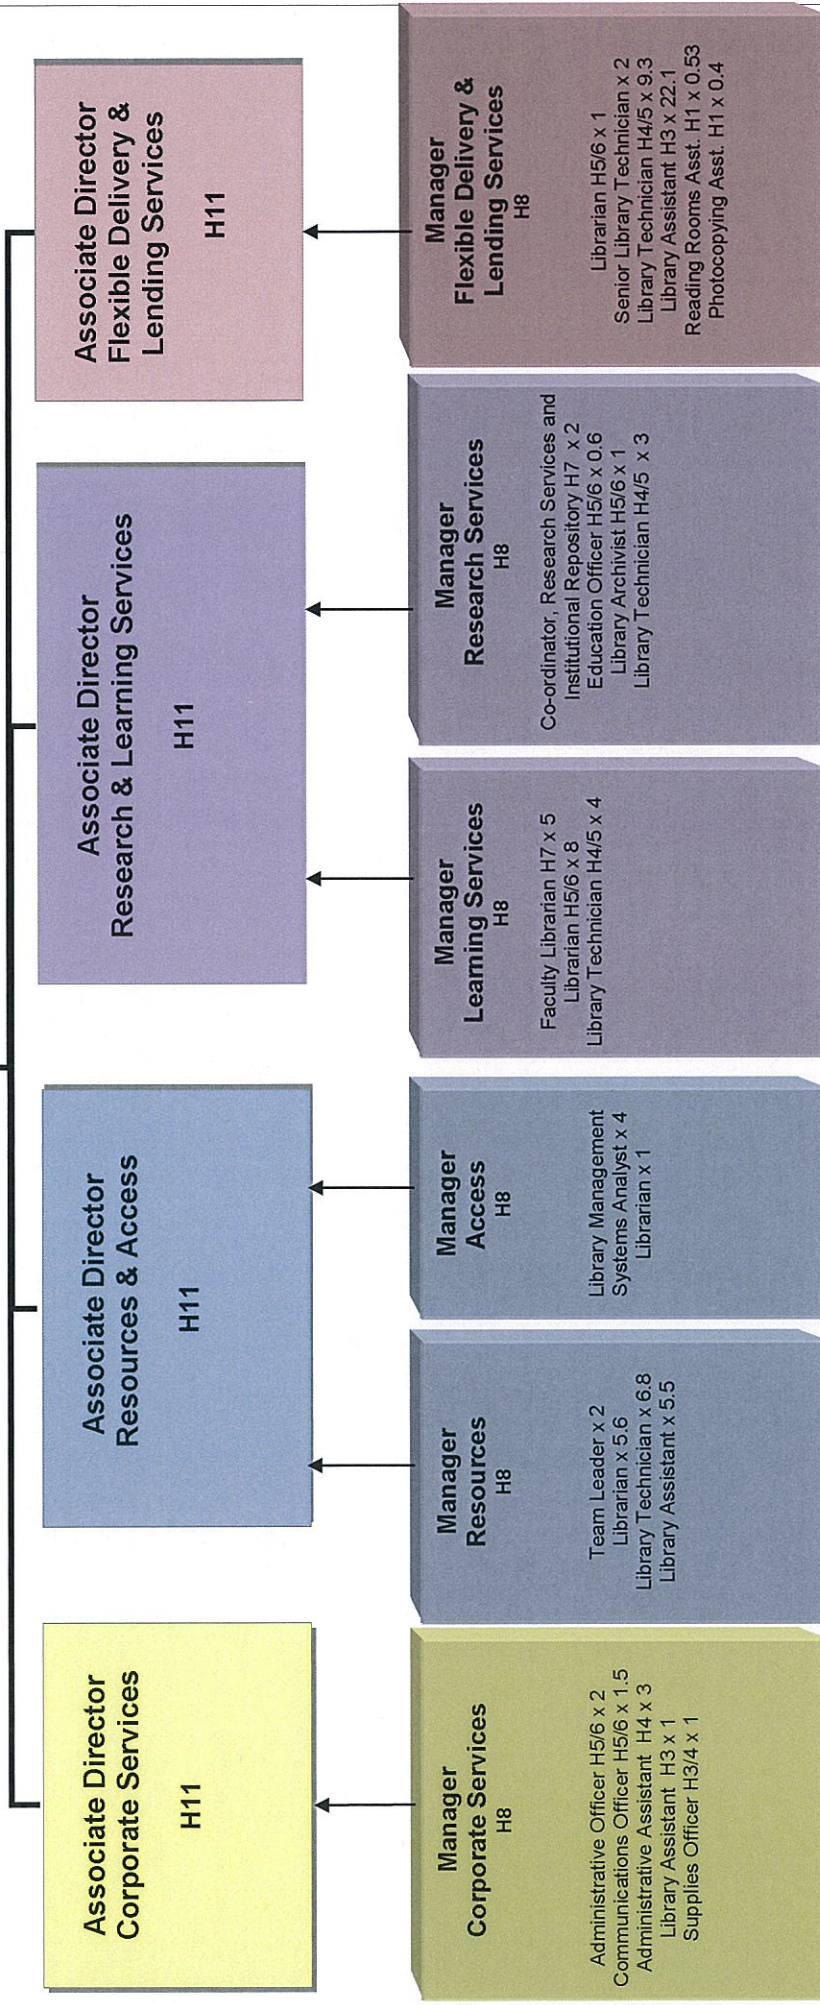 Associate Director
Corporate Services
H11
Associate Director
Resources & Access
H11
Associate Director
Research & Learning Services
H11
Associate Director
Flexible Delivery &
Lending Services
H11
Manager
Corporate Services
H8
Administrative Officer H5/6 x 2
Communications Officer H5/6 x 1.5
Administrative Assistant H4 x 3
Library Assistant H3 x 1
Supplies Officer H3/4 x 1
Manager
Resources
H8
Team Leader x 2
Librarian x 5.6
Library Technician x 6.8
Library Assistant x 5.5
Manager
Access
H8
Library Management
Systems Analyst x 4
Librarian x 1
Manager
Learning Services
H8
Faculty Librarian H7 x 5
Librarian H5/6 x 8
Library Technician H4/5 x 4
Manager
Research Services
H8
Co-ordinator, Research Services and
Institutional Repository H7 x 2
Education Officer H5/6 x 0.6
Library Archivist H5/6 x 1
Library Technician H4/5 x 3
Manager
Flexible Delivery &
Lending Services
H8
Librarian H5/6 x 1
Senior Library Technician x 2
Library Technician H4/5 x 9.3
Library Assistant H3 x 22.1
Reading Rooms Asst. H1 x 0.53
Photocopying Asst. H1 x 0.4